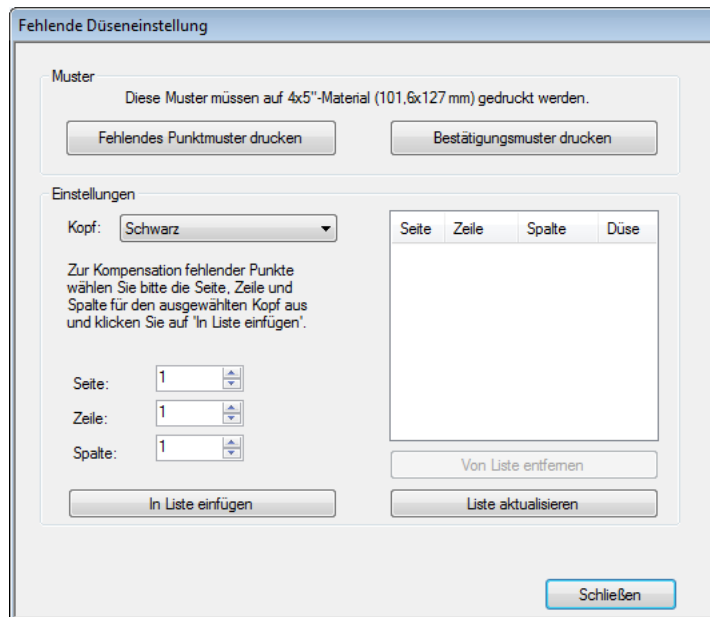 Fehlende Düseneinstellung
Muster
Diese Muster müssen auf 4x5"-Material (101,6x127 mm) gedruckt werden.
Fehlendes Punktmuster drucken
Bestätigungsmuster drucken
Einstellungen
Kopf: Schwarz
Zur Kompensation fehlender Punkte
wählen Sie bitte die Seite, Zeile und
Spalte für den ausgewählten Kopf aus
und klicken Sie auf 'In Liste einfügen'.
Seite: 1
Zeile: 1
Spalte: 1
In Liste einfügen
Seite Zeile Spalte Düse
Von Liste entfernen
Liste aktualisieren
Schließen